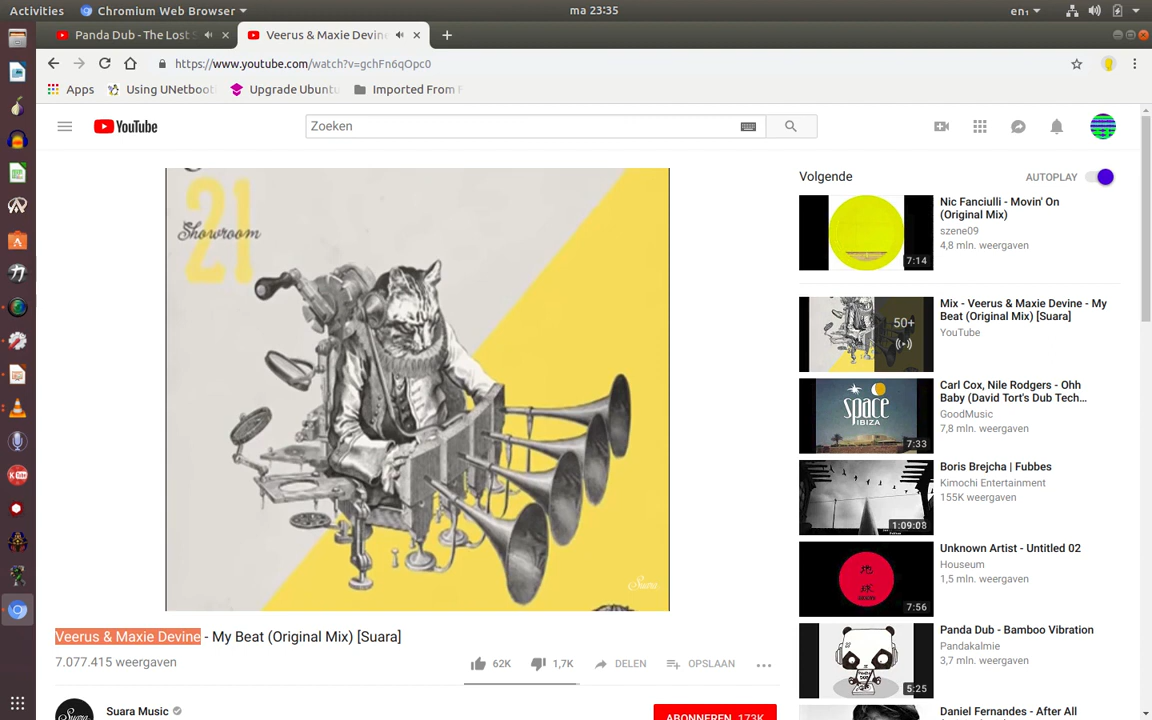 Activities
Chromium Web Browser
ma 23:35
en₁
Panda Dub - The Lost S
Veerus & Maxie Devine
https://www.youtube.com/watch?v=gchFn6qOpc0
Apps
Using UNetboot
Upgrade Ubuntu
Imported From F
YouTube
Zoeken
21
Showroom
Suara
Veerus & Maxie Devine - My Beat (Original Mix) [Suara]
7.077.415 weergaven
62K
1,7K
DELEN
OPSLAAN
Suara Music
ABONNEREN 173K
Volgende
AUTOPLAY
7:14
Nic Fanciulli - Movin' On
(Original Mix)
szene09
4,8 mln. weergaven
50+
Mix - Veerus & Maxie Devine - My
Beat (Original Mix) [Suara]
YouTube
space
IBIZA
7:33
Carl Cox, Nile Rodgers - Ohh
Baby (David Tort's Dub Tech...
GoodMusic
7,8 mln. weergaven
1:09:08
Boris Brejcha | Fubbes
Kimochi Entertainment
155K weergaven
地
球
7:56
Unknown Artist - Untitled 02
Houseum
1,5 mln. weergaven
5:25
Panda Dub - Bamboo Vibration
Pandakalmie
3,7 mln. weergaven
Daniel Fernandes - After All